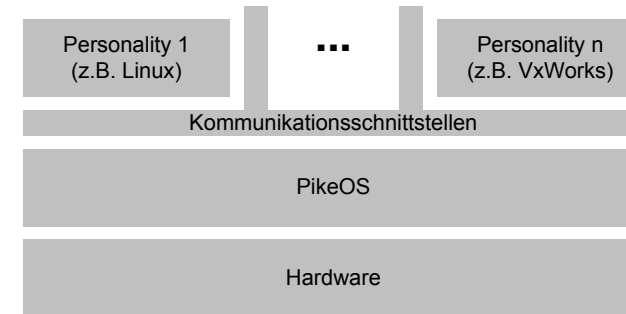 Personality 1
(z.B. Linux)
...
Personality n
(z.B. VxWorks)
Kommunikationsschnittstellen
PikeOS
Hardware